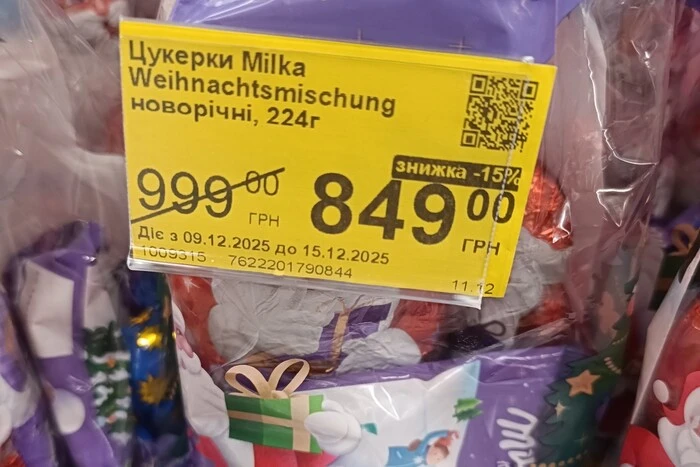 Цукерки Milka
Weihnachtsmischung
новорічні, 224г
знижка -15%
999 00
ГРН
849 00
ГРН
Діє з 09.12.2025 до 15.12.2025
1009315 7622201790844
11.12